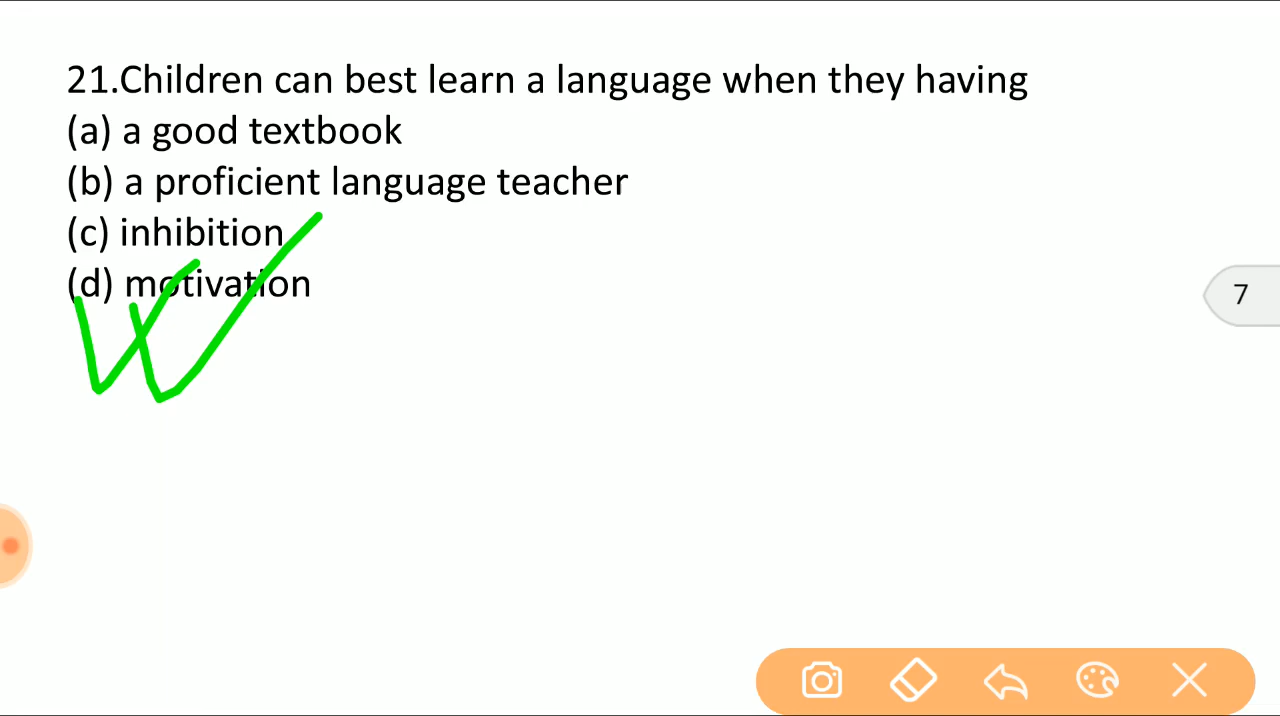 21.Children can best learn a language when they having
(a) a good textbook
(b) a proficient language teacher
(c) inhibition
(d) motivation
7